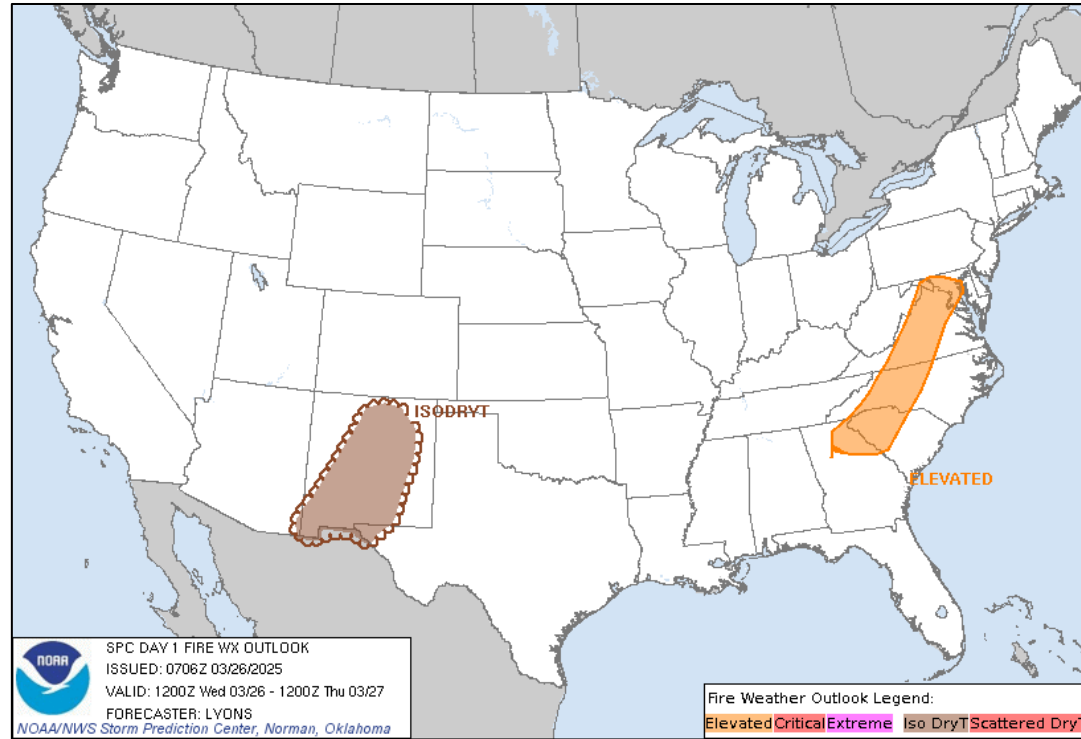 ISODRYT
ELEVATED
NOAA
SPC DAY 1 FIRE WX OUTLOOK
ISSUED: 0706Z 03/26/2025
VALID: 1200Z Wed 03/26 - 1200Z Thu 03/27
FORECASTER: LYONS
NOAA/NWS Storm Prediction Center, Norman, Oklahoma
Fire Weather Outlook Legend:
Elevated Critical Extreme Iso DryT Scattered DryT